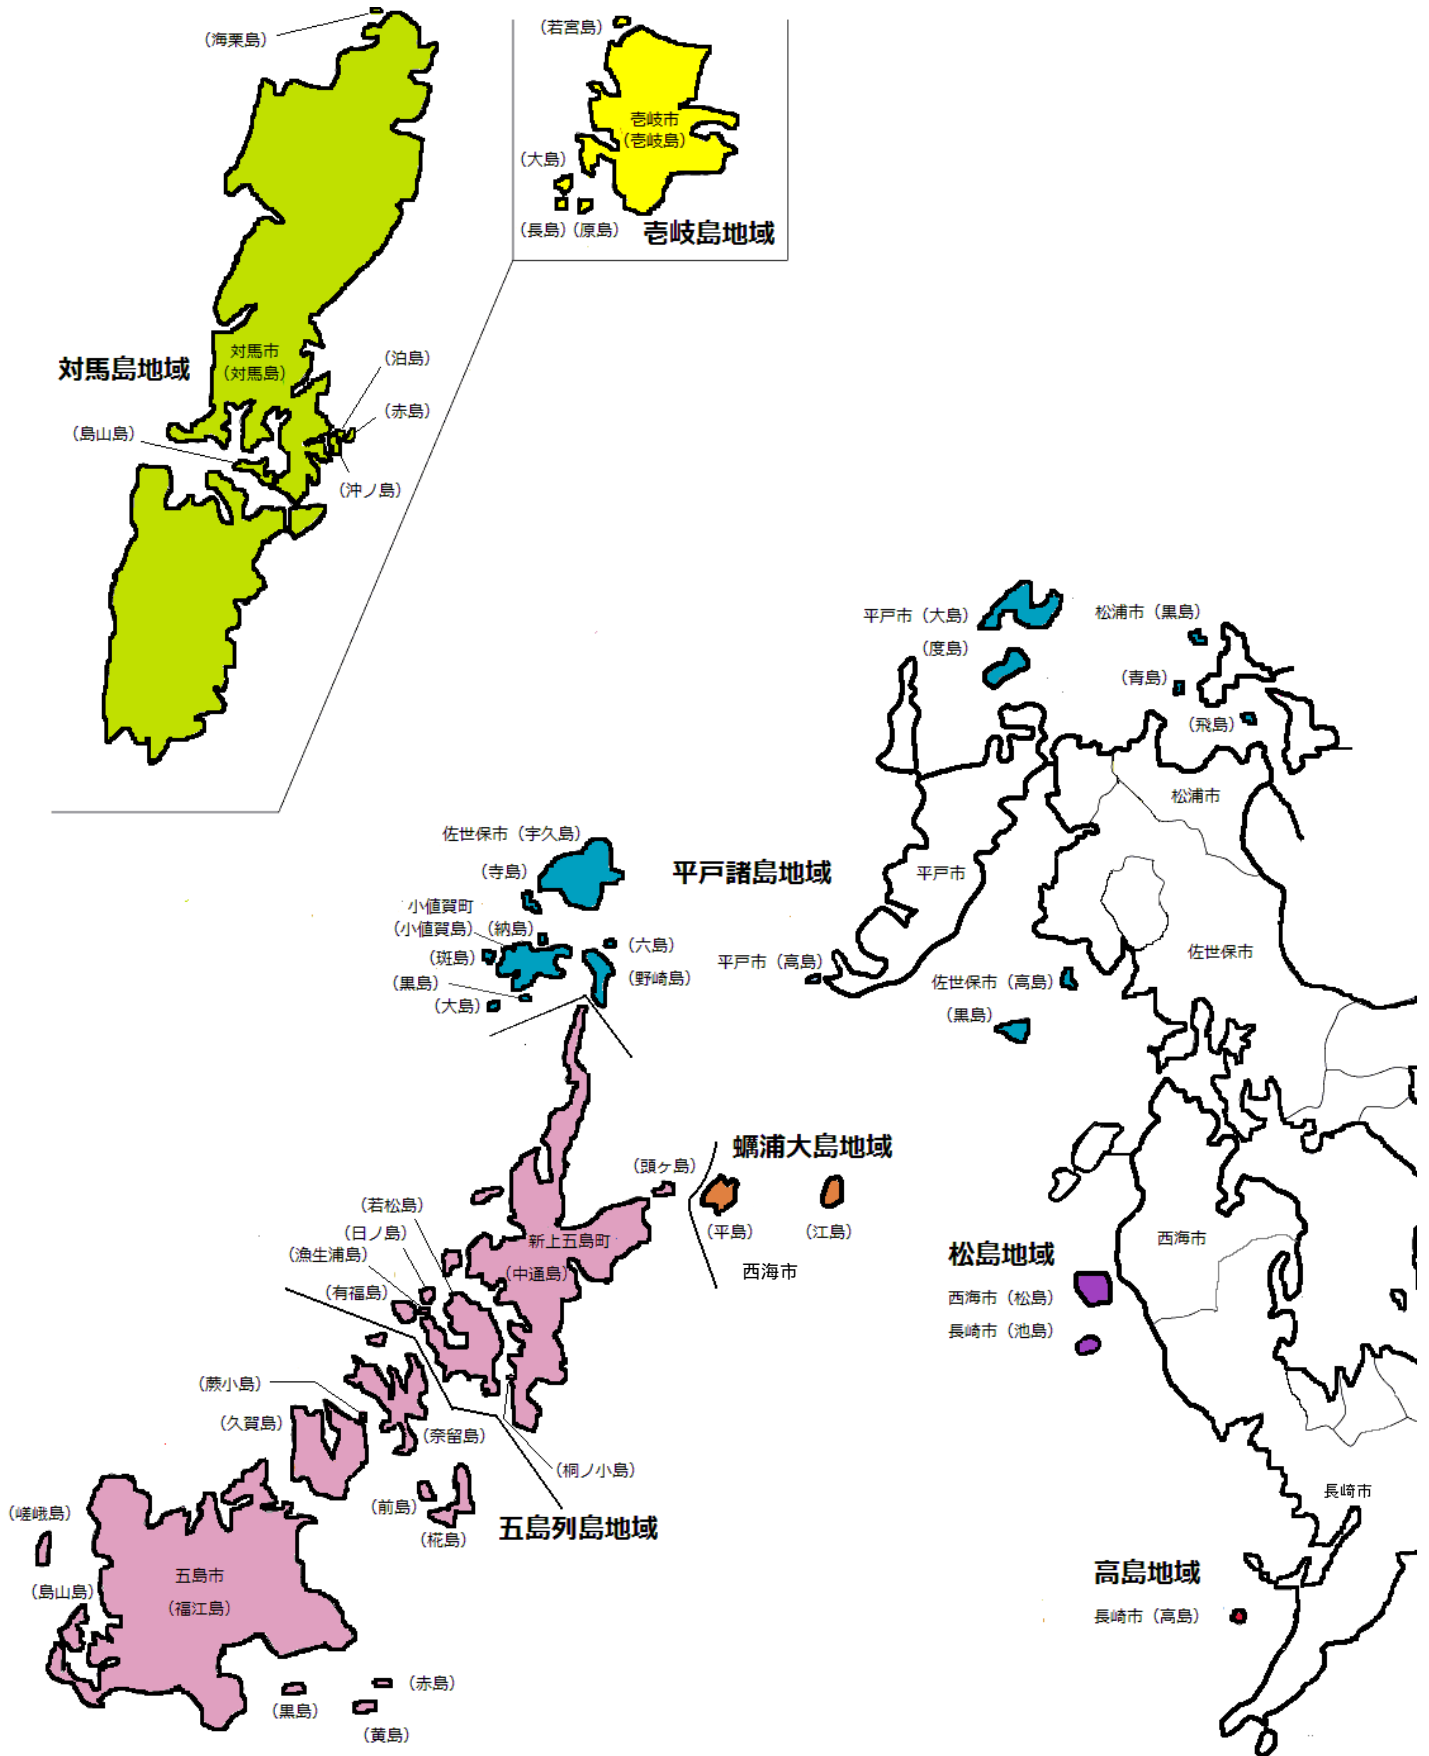 (海栗島)
(若宮島)
壱岐市
(壱岐島)
(大島)
(長島)(原島)
壱岐島地域
対馬島地域
対馬市
(対馬島)
(泊島)
(赤島)
(島山島)
(沖ノ島)
平戸市(大島)
(度島)
松浦市(黒島)
(青島)
(飛島)
松浦市
平戸市
佐世保市
佐世保市(宇久島)
(寺島)
平戸諸島地域
小値賀町
(小値賀島)(納島)
(斑島)
(六島)
(黒島)
(野崎島)
(大島)
平戸市(高島)
佐世保市(高島)
(黒島)
蠣浦大島地域
(頭ヶ島)
(平島)
(江島)
西海市
(若松島)
(日ノ島)
(漁生浦島)
(有福島)
新上五島町
(中通島)
西海市
松島地域
西海市(松島)
長崎市(池島)
(蕨小島)
(久賀島)
(奈留島)
(桐ノ小島)
(前島)
(椛島)
五島列島地域
(嵯峨島)
(島山島)
五島市
(福江島)
(赤島)
(黒島)
(黄島)
長崎市
高島地域
長崎市(高島)